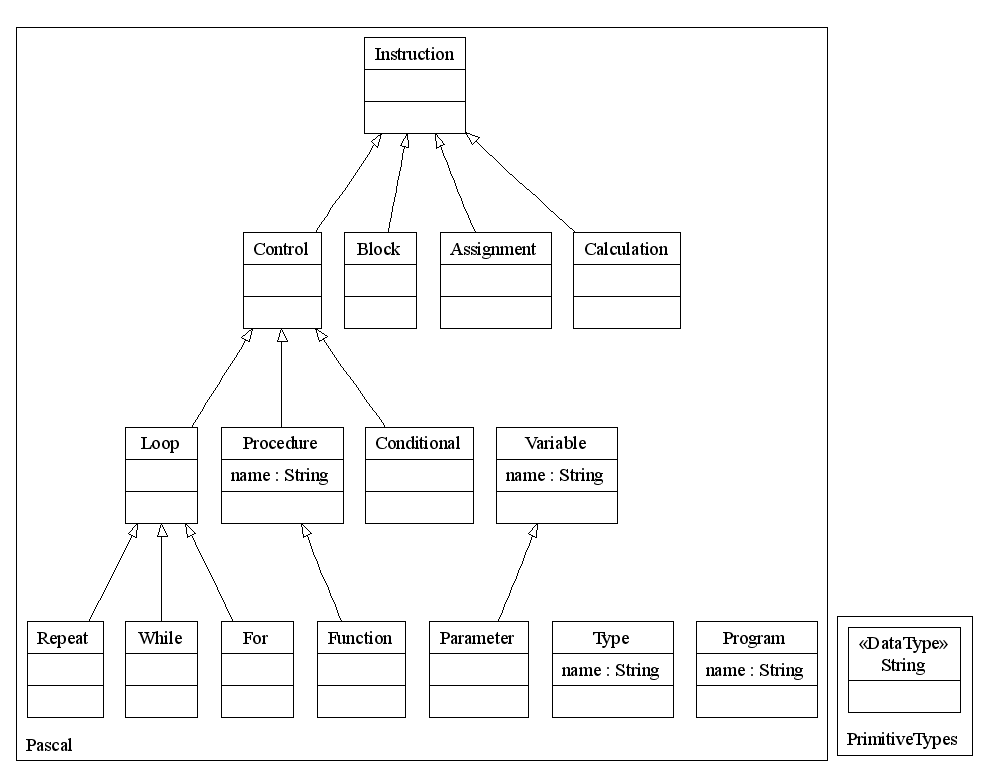 Instruction
Control
Block
Assignment
Calculation
Loop
Procedure
name : String
Conditional
Variable
name : String
Repeat
While
For
Function
Parameter
Type
name : String
Program
name : String
Pascal
«DataType»
String
PrimitiveTypes